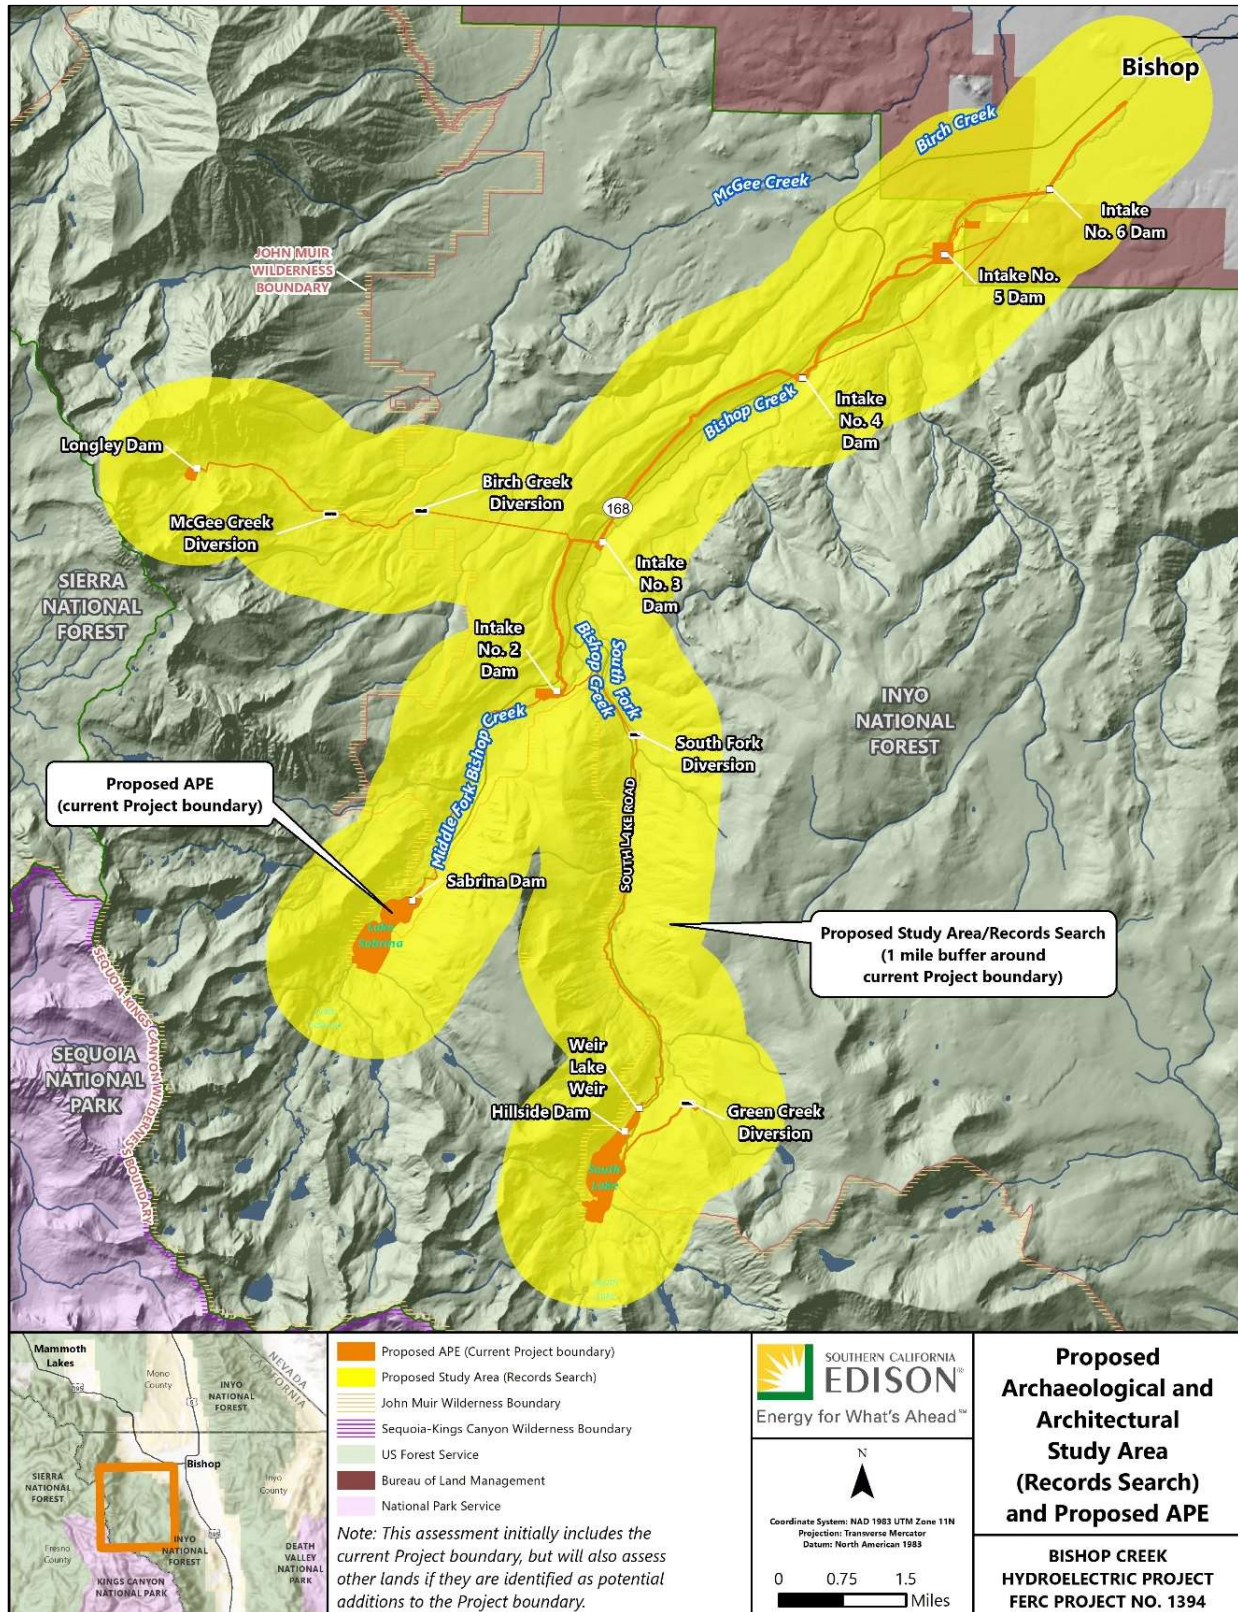 Bishop
Birch Creek
McGee Creek
Intake
No. 6 Dam
JOHN MUIR
WILDERNESS
BOUNDARY
Intake No.
5 Dam
Intake
No. 4
Dam
Bishop Creek
Longley Dam
Birch Creek
Diversion
McGee Creek
Diversion
168
Intake
No. 3
Dam
SIERRA
NATIONAL
FOREST
Intake
No. 2
Dam
South Fork
Bishop Creek
INYO
NATIONAL
FOREST
South Fork
Diversion
Middle Fork Bishop Creek
Proposed APE
(current Project boundary)
SOUTH LAKE ROAD
Sabrina Dam
Lake
Sabrina
Proposed Study Area/Records Search
(1 mile buffer around
current Project boundary)
SEQUOIA-KINGS CANYON WILDERNESS BOUNDARY
SEQUOIA
NATIONAL
PARK
Weir
Lake
Weir
Hillside Dam
Green Creek
Diversion
South
Lake
Mammoth
Lakes
Mono
County
NEVADA
CALIFORNIA
INYO
NATIONAL
FOREST
395
6
Bishop
SIERRA
NATIONAL
FOREST
Inyo
County
395
Fresno
County
INYO
NATIONAL
FOREST
DEATH
VALLEY
NATIONAL
PARK
KINGS CANYON
NATIONAL PARK
Proposed APE (Current Project boundary)
Proposed Study Area (Records Search)
John Muir Wilderness Boundary
Sequoia-Kings Canyon Wilderness Boundary
US Forest Service
Bureau of Land Management
National Park Service
Note: This assessment initially includes the
current Project boundary, but will also assess
other lands if they are identified as potential
additions to the Project boundary.
SOUTHERN CALIFORNIA
EDISON®
Energy for What's Ahead℠
N
Coordinate System: NAD 1983 UTM Zone 11N
Projection: Transverse Mercator
Datum: North American 1983
0 0.75 1.5
Miles
Proposed
Archaeological and
Architectural
Study Area
(Records Search)
and Proposed APE
BISHOP CREEK
HYDROELECTRIC PROJECT
FERC PROJECT NO. 1394